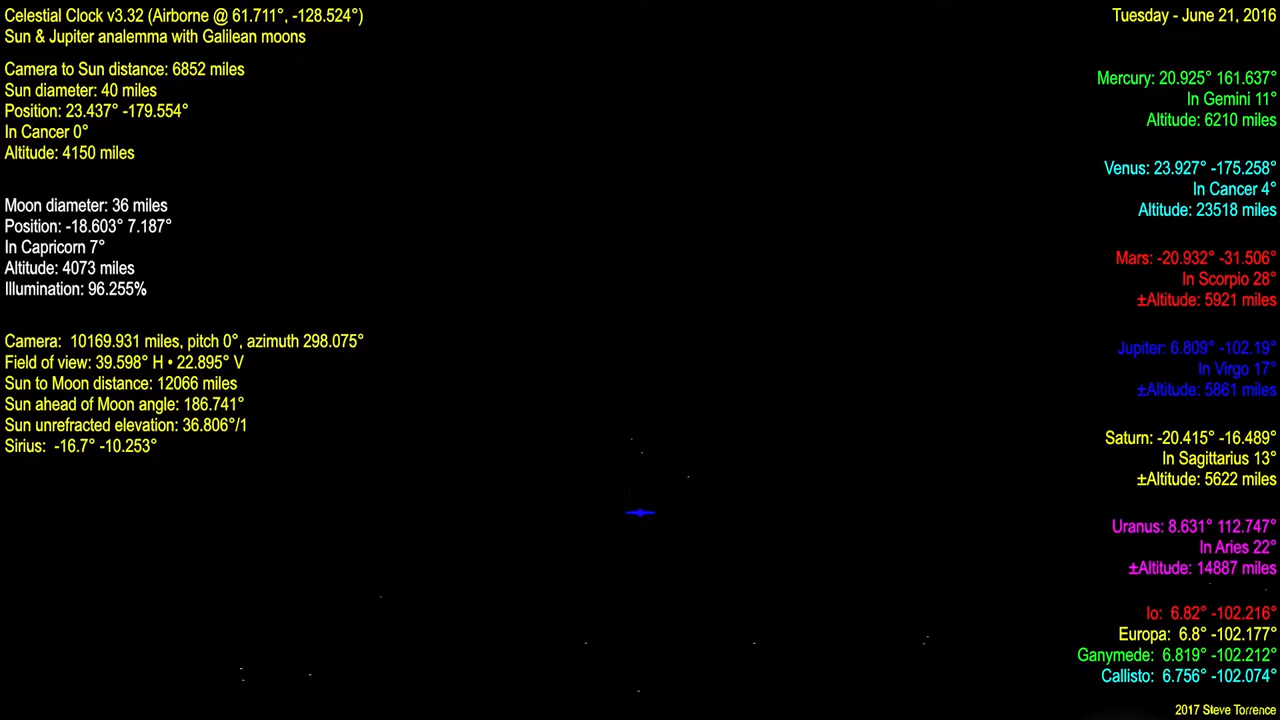 Celestial Clock v3.32 (Airborne @ 61.711°, -128.524°)
Sun & Jupiter analemma with Galilean moons
Camera to Sun distance: 6852 miles
Sun diameter: 40 miles
Position: 23.437° -179.554°
In Cancer 0°
Altitude: 4150 miles
Moon diameter: 36 miles
Position: -18.603° 7.187°
In Capricorn 7°
Altitude: 4073 miles
Illumination: 96.255%
Camera:  10169.931 miles, pitch 0°, azimuth 298.075°
Field of view: 39.598° H • 22.895° V
Sun to Moon distance: 12066 miles
Sun ahead of Moon angle: 186.741°
Sun unrefracted elevation: 36.806°/1
Sirius:  -16.7° -10.253°
Tuesday - June 21, 2016
Mercury: 20.925° 161.637°
In Gemini 11°
Altitude: 6210 miles
Venus: 23.927° -175.258°
In Cancer 4°
Altitude: 23518 miles
Mars: -20.932° -31.506°
In Scorpio 28°
±Altitude: 5921 miles
Jupiter: 6.809° -102.19°
In Virgo 17°
±Altitude: 5861 miles
Saturn: -20.415° -16.489°
In Sagittarius 13°
±Altitude: 5622 miles
Uranus: 8.631° 112.747°
In Aries 22°
±Altitude: 14887 miles
Io:  6.82° -102.216°
Europa:  6.8° -102.177°
Ganymede:  6.819° -102.212°
Callisto:  6.756° -102.074°
2017 Steve Torrence